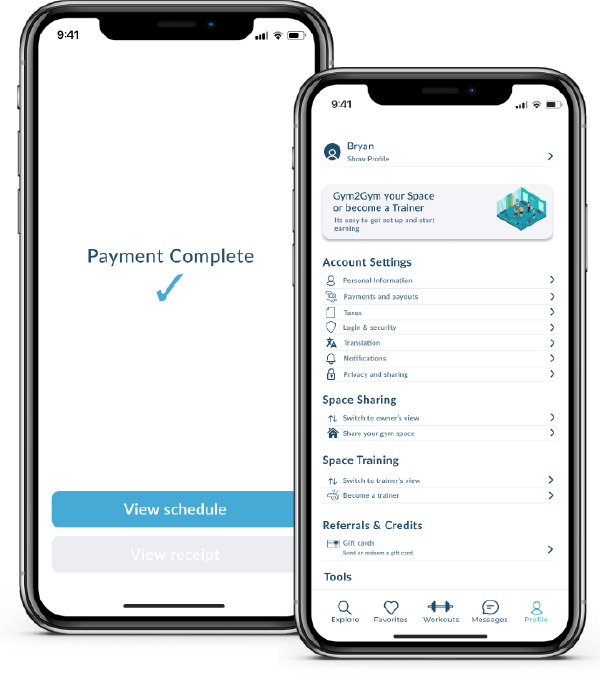 9:41
Payment Complete
View schedule
View receipt
9:41
Bryan
Show Profile
Gym2Gym your Space
or become a Trainer
Its easy to get set up and start
earning
Account Settings
Personal Information
Payments and payouts
Taxes
Login & security
Translation
Notifications
Privacy and sharing
Space Sharing
Switch to owner's view
Share your gym space
Space Training
Switch to trainer's view
Become a trainer
Referrals & Credits
Gift cards
Send or redeem a gift card
Tools
Explore Favorites Workouts Messages Profile